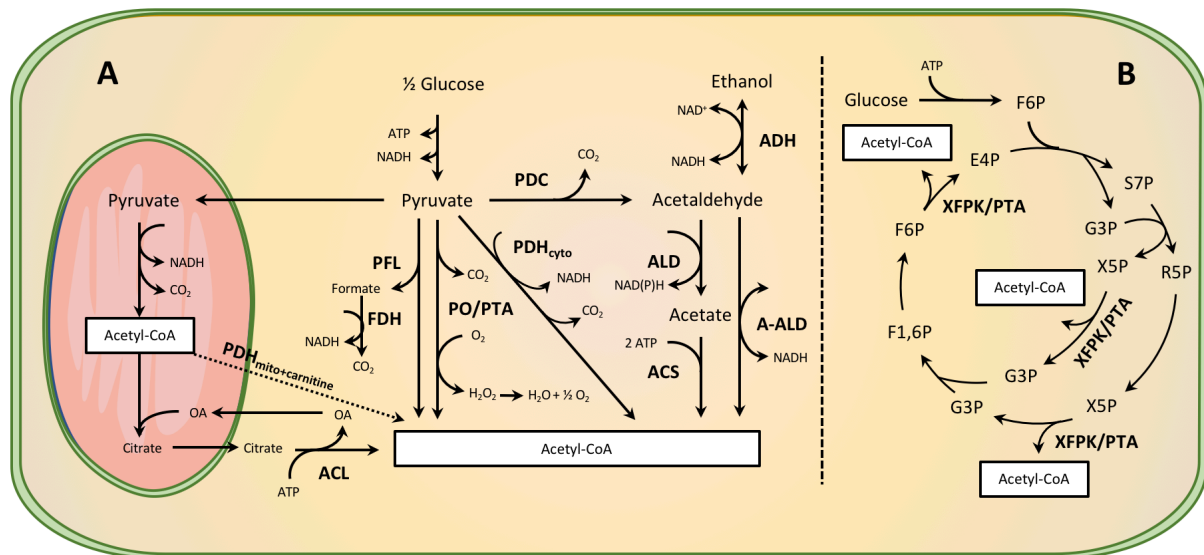 A
½ Glucose
ATP
NADH
Pyruvate
Pyruvate
NADH
CO₂
Acetyl-CoA
OA
Citrate
Citrate
OA
ATP
ACL
PDH mito+carnitine
PFL
Formate
FDH
NADH
CO₂
CO₂
PO/PTA
O₂
H₂O₂
H₂O + ½ O₂
PDH cyto
NADH
CO₂
PDC
CO₂
Ethanol
NAD⁺
NADH
ADH
Acetaldehyde
ALD
NAD(P)H
Acetate
2 ATP
ACS
A-ALD
NADH
Acetyl-CoA
B
ATP
Glucose
F6P
Acetyl-CoA
E4P
S7P
XFPK/PTA
G3P
F6P
X5P
R5P
Acetyl-CoA
XFPK/PTA
F1,6P
G3P
G3P
X5P
XFPK/PTA
Acetyl-CoA